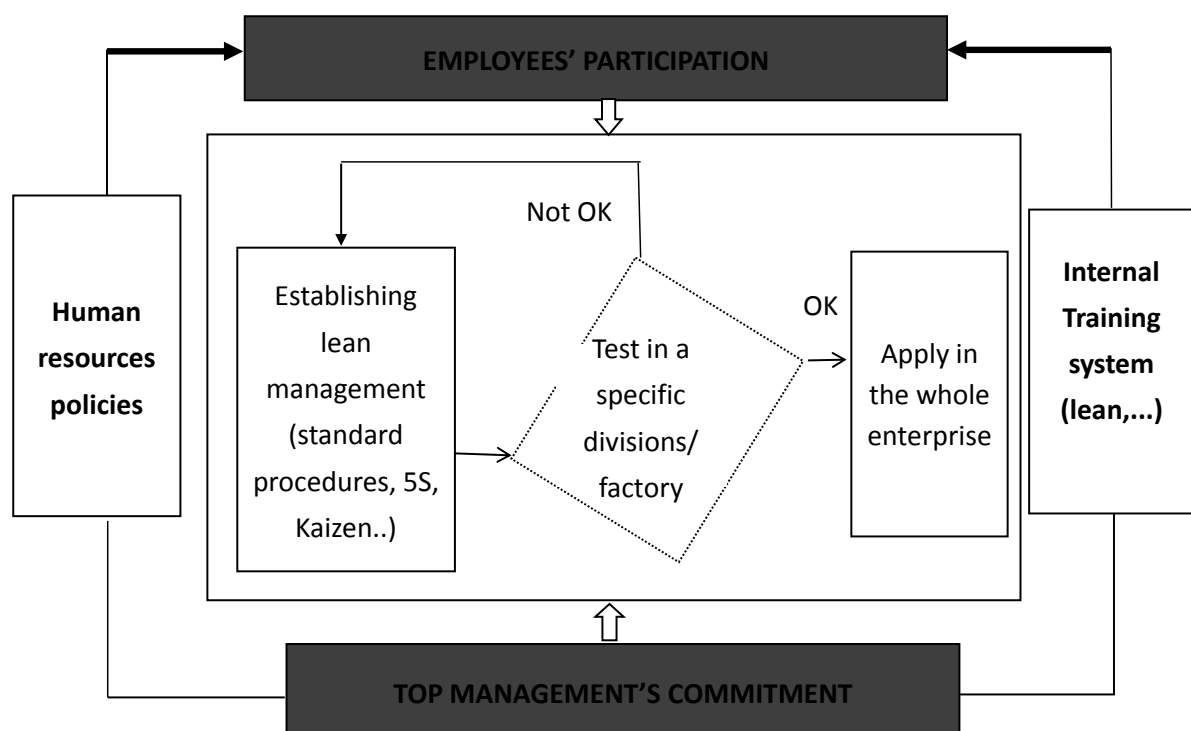 EMPLOYEES’ PARTICIPATION
Human
resources
policies
Not OK
Establishing
lean
management
(standard
procedures, 5S,
Kaizen..)
Test in a
specific
divisions/
factory
OK
Apply in
the whole
enterprise
Internal
Training
system
(lean,...)
TOP MANAGEMENT’S COMMITMENT